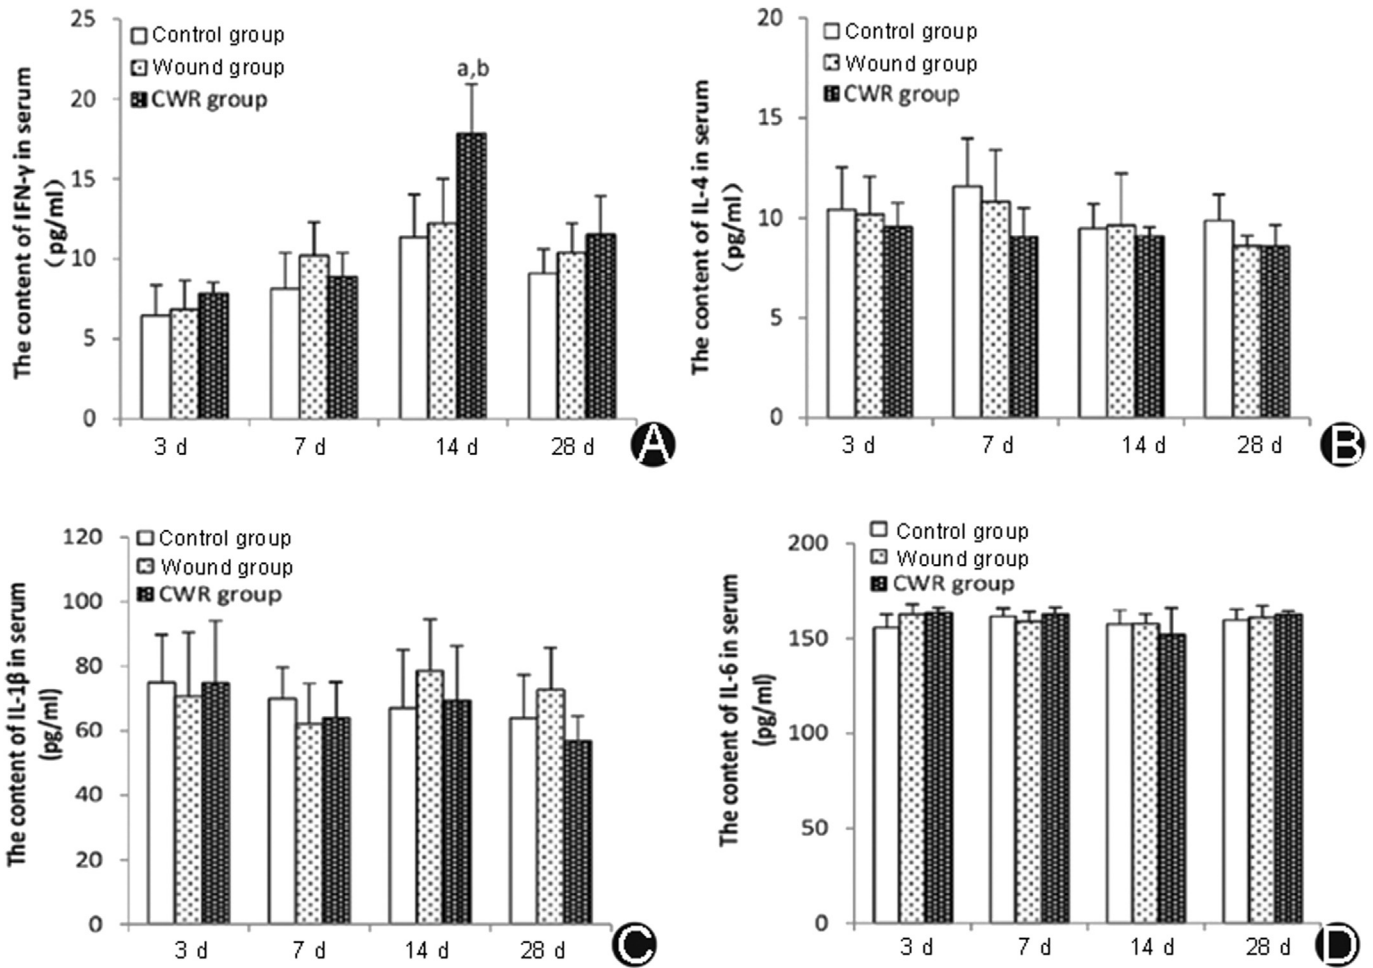 The content of IFN-γ in serum
(pg/ml)
25
20
15
10
5
0
Control group
Wound group
CWR group
a,b
3 d
7 d
14 d
28 d
A
The content of IL-4 in serum
(pg/ml)
20
15
10
5
0
Control group
Wound group
CWR group
3 d
7 d
14 d
28 d
B
The content of IL-1β in serum
(pg/ml)
120
100
80
60
40
20
0
Control group
Wound group
CWR group
3 d
7 d
14 d
28 d
C
The content of IL-6 in serum
(pg/ml)
200
150
100
50
0
Control group
Wound group
CWR group
3 d
7 d
14 d
28 d
D